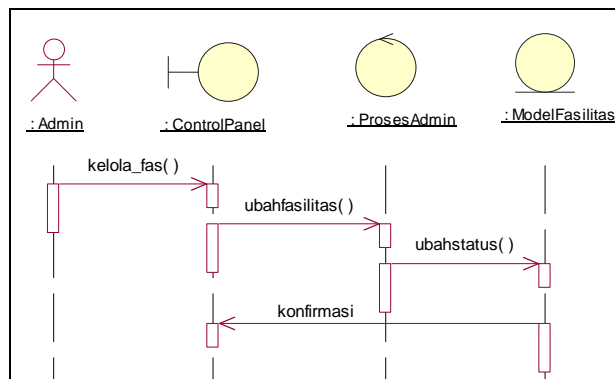 : Admin
: ControlPanel
: ProsesAdmin
: ModelFasilitas
kelola_fas( )
ubahfasilitas( )
ubahstatus( )
konfirmasi